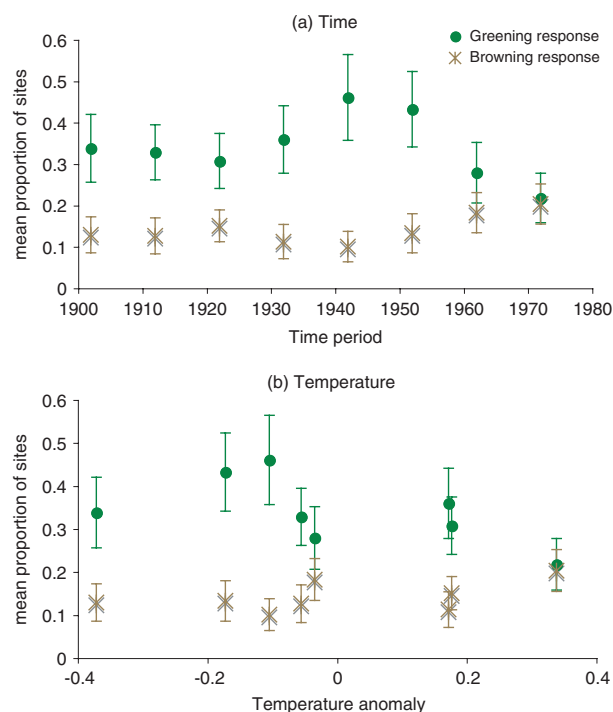 (a) Time
Greening response
Browning response
mean proportion of sites
0.6
0.5
0.4
0.3
0.2
0.1
0
1900 1910 1920 1930 1940 1950 1960 1970 1980
Time period
(b) Temperature
mean proportion of sites
0.6
0.5
0.4
0.3
0.2
0.1
0
-0.4 -0.2 0 0.2 0.4
Temperature anomaly